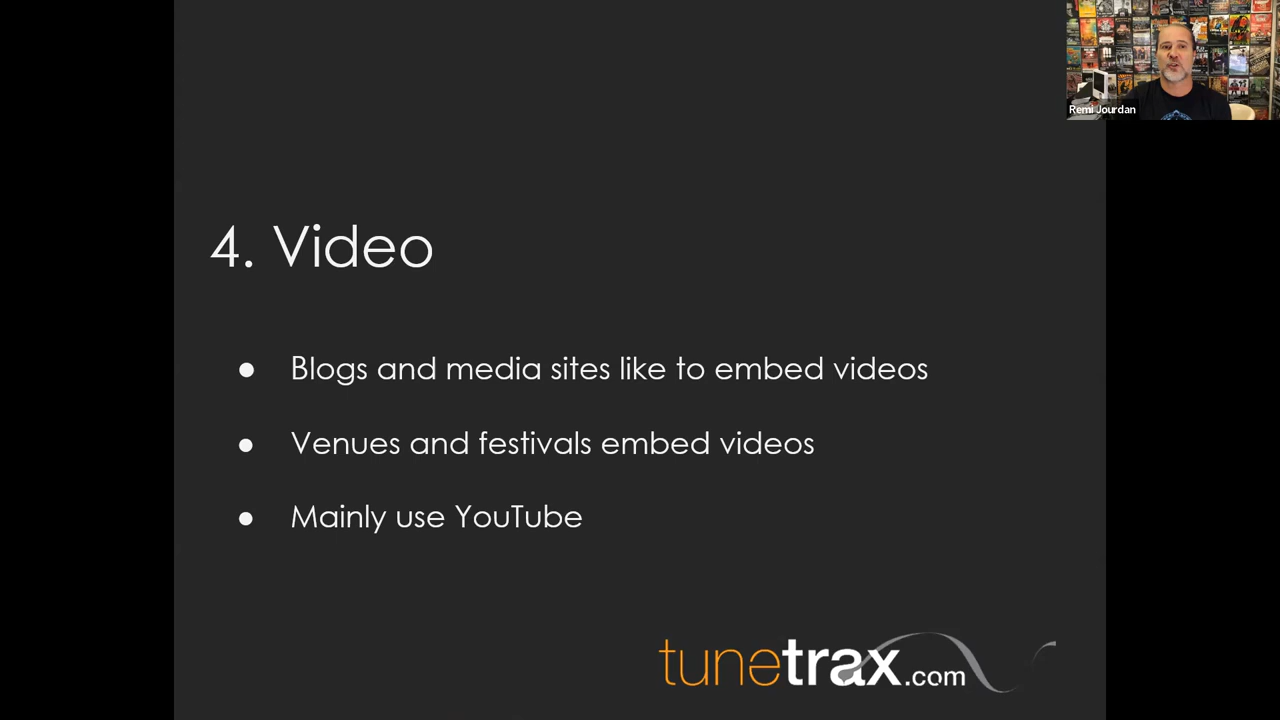 Remi Jourdan
4. Video
● Blogs and media sites like to embed videos
● Venues and festivals embed videos
● Mainly use YouTube
tunetrax.com